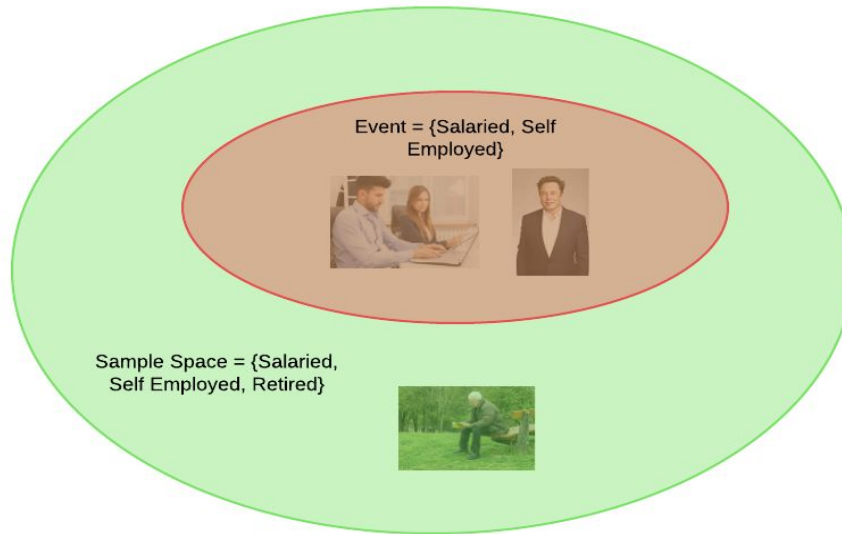 Event = {Salaried, Self
Employed}
Sample Space = {Salaried,
Self Employed, Retired}